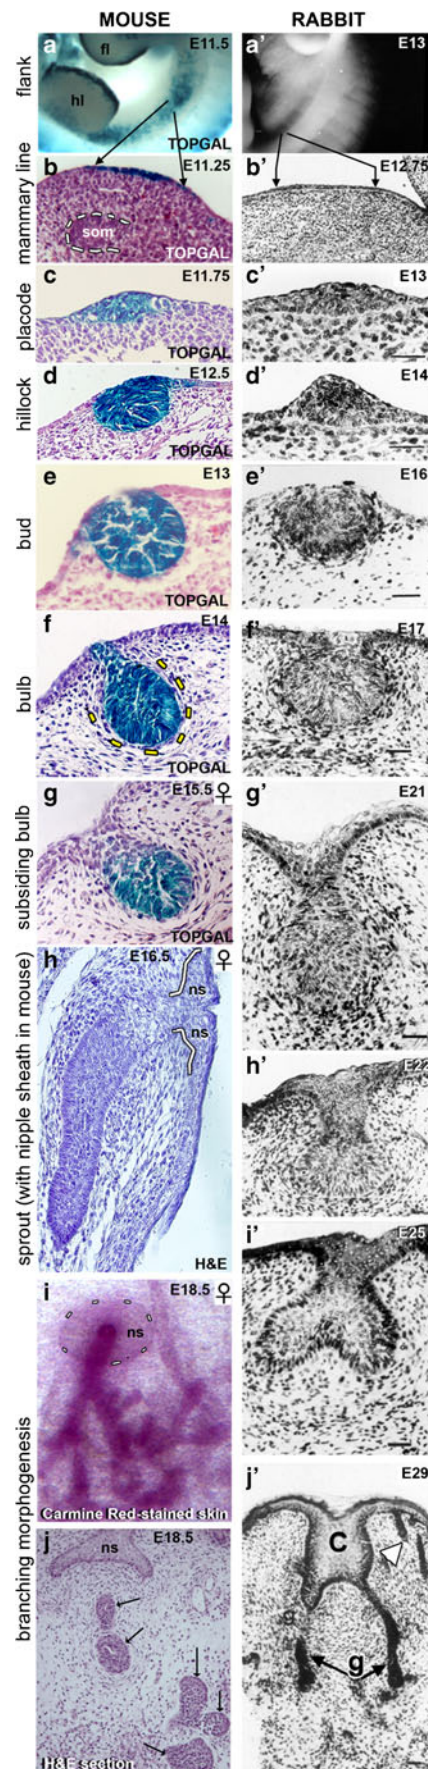 MOUSE RABBIT
flank
a E11.5
fl
hl
TOPGAL
a' E13
mammary line
b E11.25
som
TOPGAL
b' E12.75
placode
c E11.75
TOPGAL
c' E13
hillock
d E12.5
TOPGAL
d' E14
bud
e E13
TOPGAL
e' E16
bulb
f E14
TOPGAL
f' E17
subsiding bulb
g E15.5 ♀
TOPGAL
g' E21
sprout (with nipple sheath in mouse)
h E16.5 ♀
ns
ns
H&E
h' E22
i' E25
branching morphogenesis
i E18.5 ♀
ns
Carmine Red-stained skin
j E18.5
ns
H&E section
j' E29
C
g
g